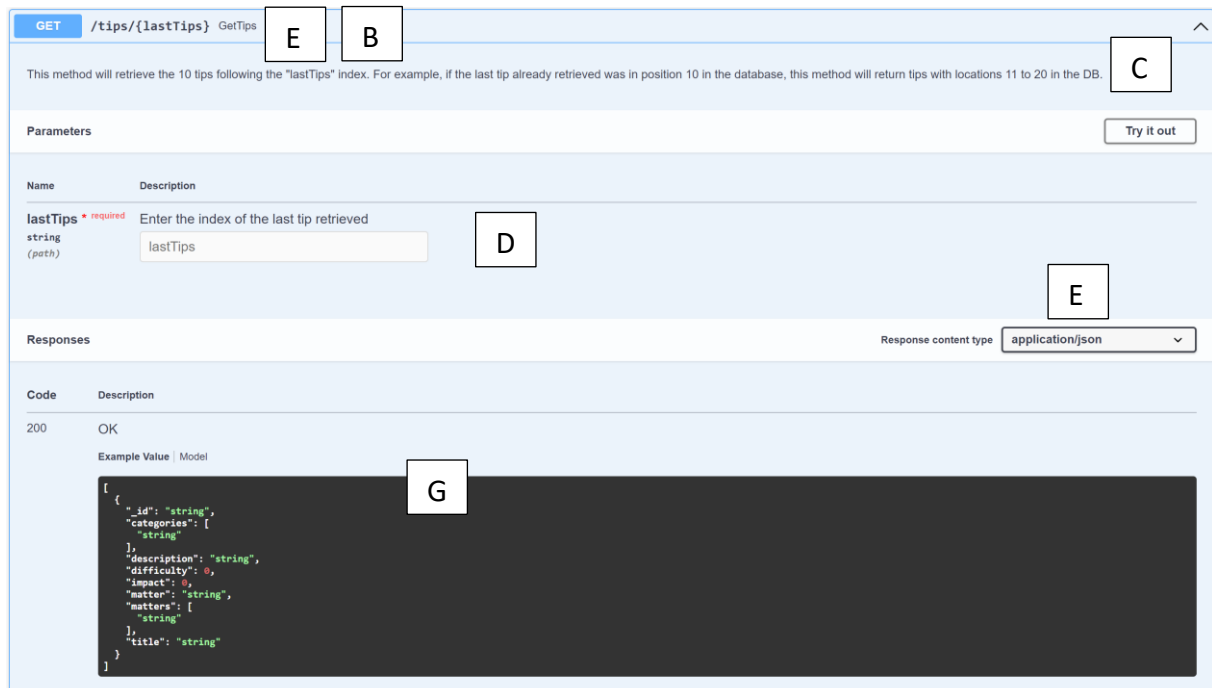 GET /tips/{lastTips} GetTips E B
This method will retrieve the 10 tips following the "lastTips" index. For example, if the last tip already retrieved was in position 10 in the database, this method will return tips with locations 11 to 20 in the DB. C
Parameters Try it out
Name Description
lastTips * required Enter the index of the last tip retrieved
string
(path)
lastTips
D
E
Responses Response content type application/json
Code Description
200 OK
Example Value | Model
G
[
  {
    "_id": "string",
    "categories": [
      "string"
    ],
    "description": "string",
    "difficulty": 0,
    "impact": 0,
    "matter": "string",
    "matters": [
      "string"
    ],
    "title": "string"
  }
]